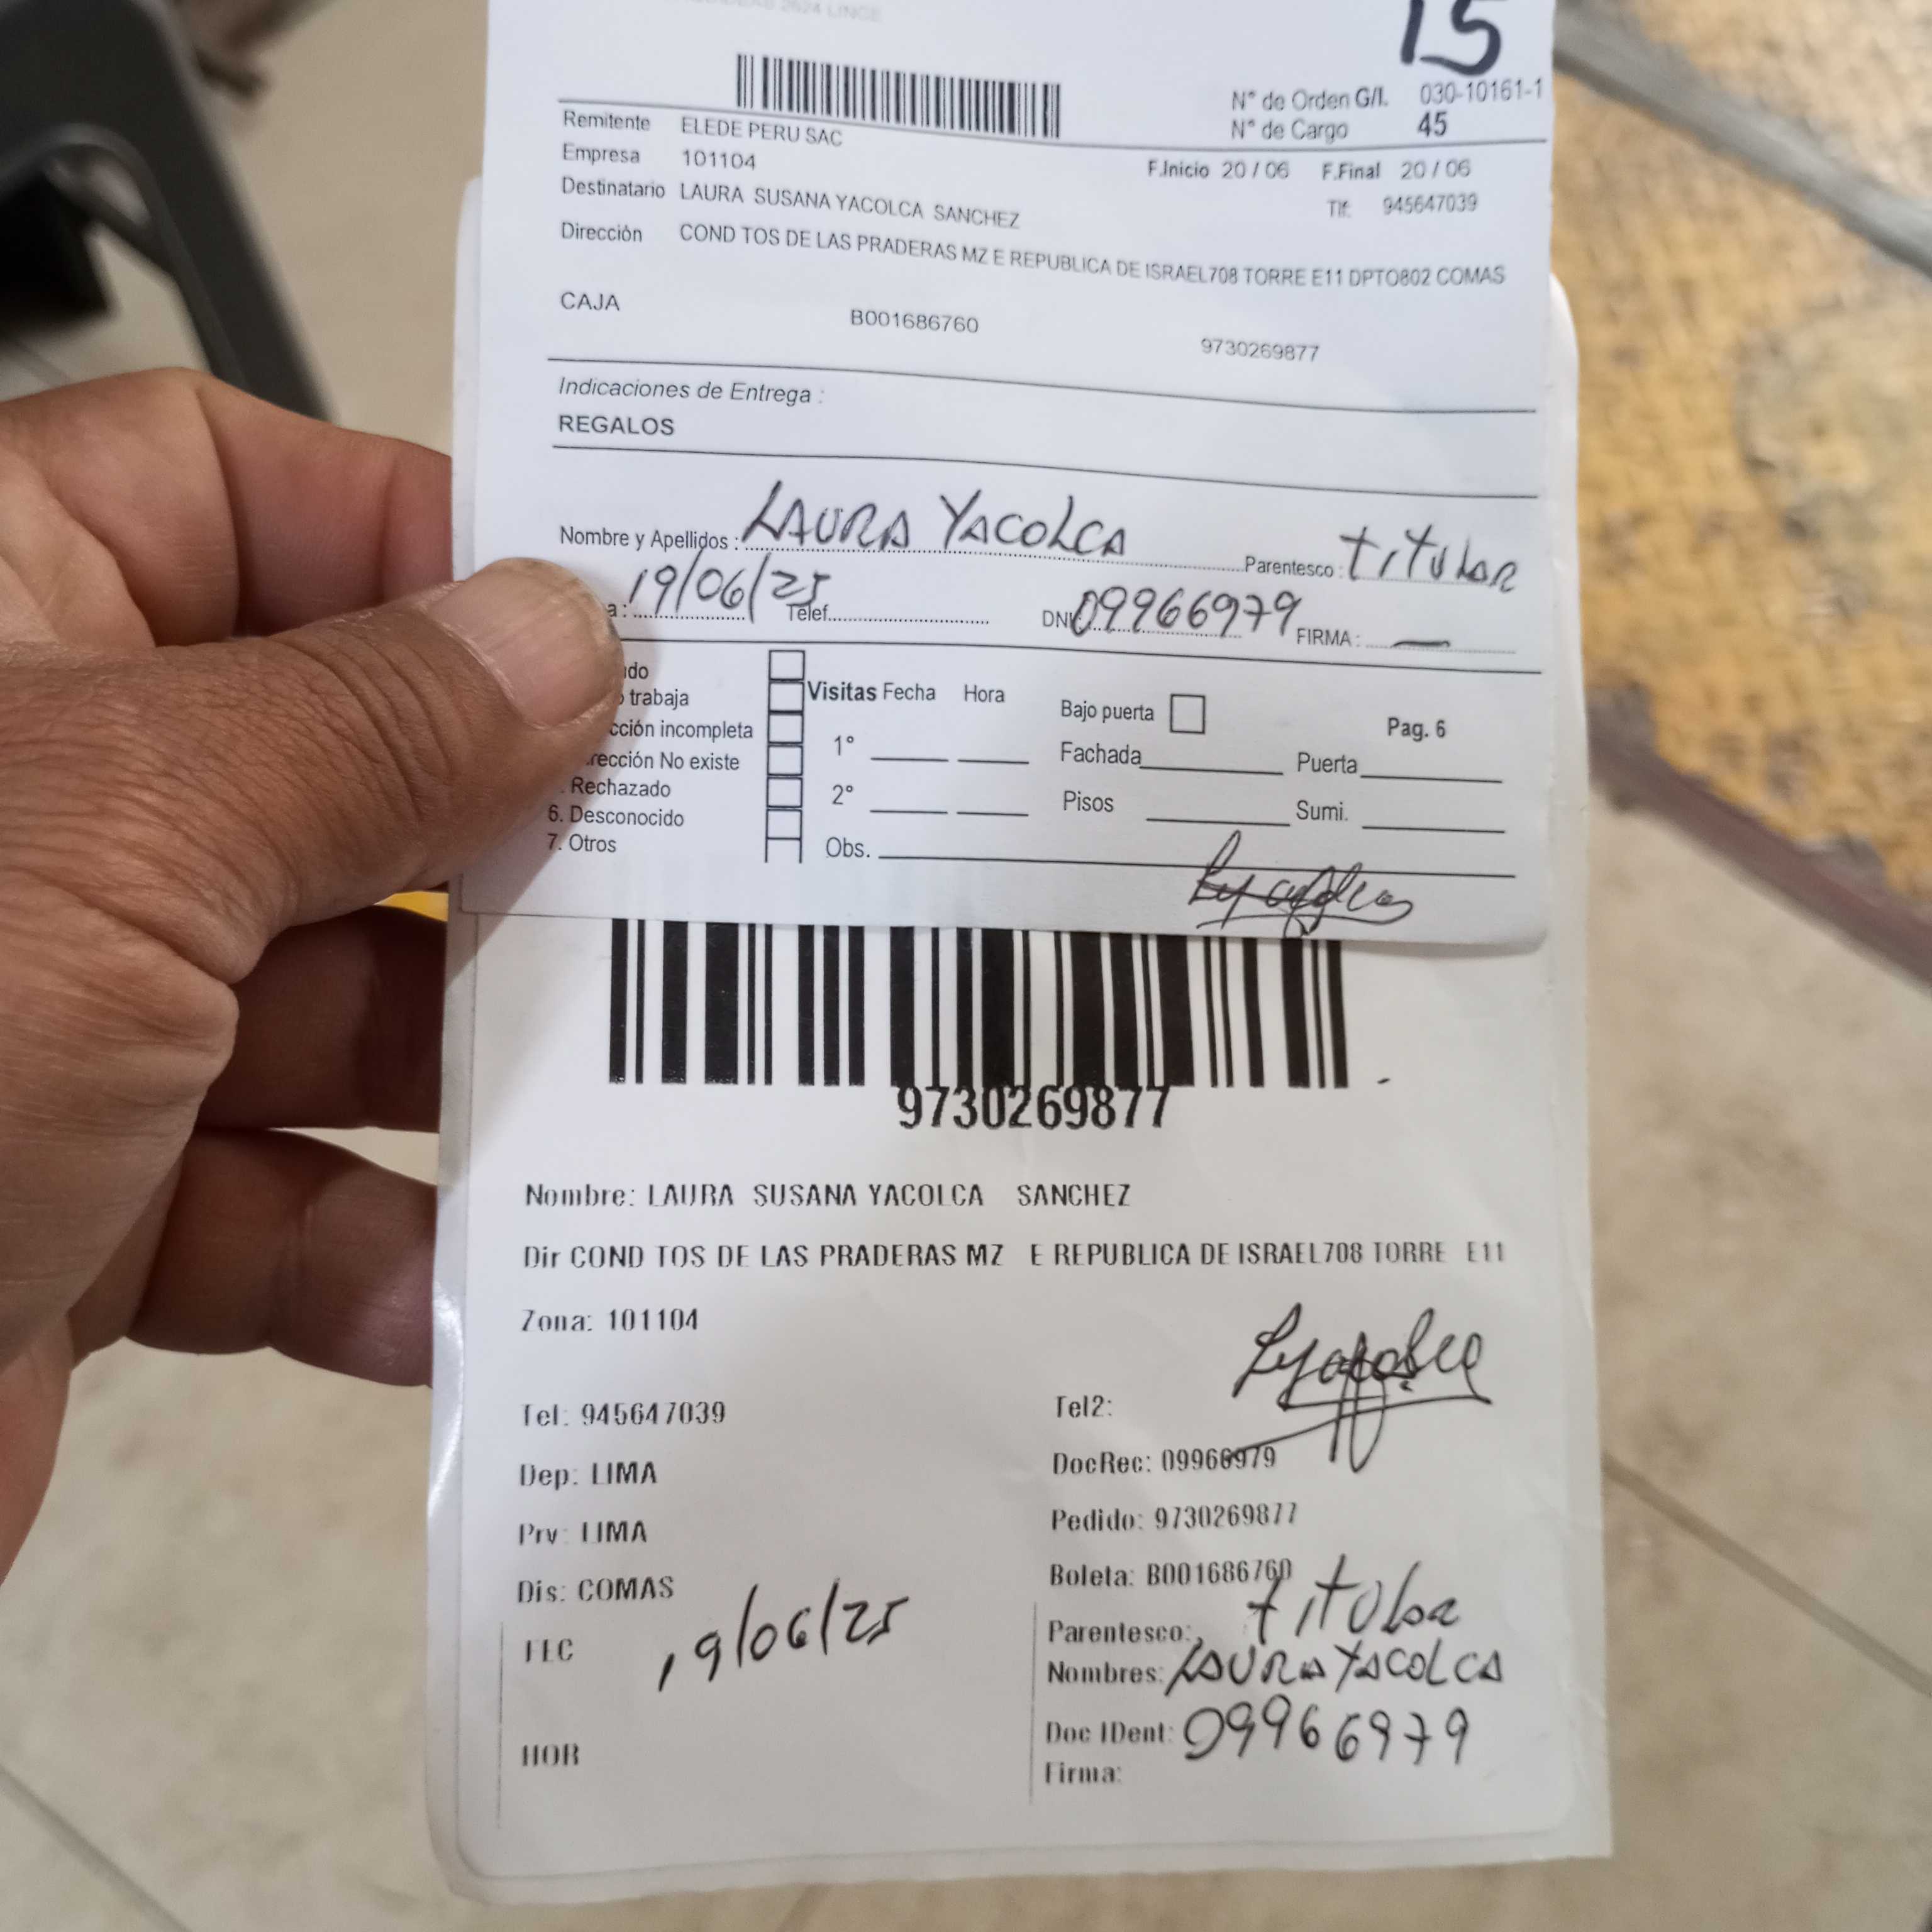 2624 LINCE
15
N° de Orden G/I. 030-10161-1
N° de Cargo 45
Remitente ELEDE PERU SAC
Empresa 101104
F.Inicio 20 / 06 F.Final 20 / 06
Destinatario LAURA SUSANA YACOLCA SANCHEZ
Tlf: 945647039
Dirección COND TOS DE LAS PRADERAS MZ E REPUBLICA DE ISRAEL708 TORRE E11 DPTO802 COMAS
CAJA B001686760 9730269877
Indicaciones de Entrega :
REGALOS
Nombre y Apellidos : LAURA YACOLCA Parentesco : titular
a : 19/06/25 Telef. DNI: 09966979 FIRMA :
ido
trabaja
Visitas Fecha Hora
Bajo puerta
Pag. 6
cción incompleta
1°
Fachada Puerta
rección No existe
Rechazado
2°
Pisos Sumi.
6. Desconocido
7. Otros
Obs.
9730269877
Nombre: LAURA SUSANA YACOLCA SANCHEZ
Dir COND TOS DE LAS PRADERAS MZ E REPUBLICA DE ISRAEL708 TORRE E11
Zona: 101104
Tel: 945647039 Tel2:
Dep: LIMA DocRec: 09966979
Prv: LIMA Pedido: 9730269877
Dis: COMAS Boleta: B001686760
FEC 19/06/25
Parentesco: titular
Nombres: LAURA YACOLCA
HOR
Doc IDent: 09966979
Firma: